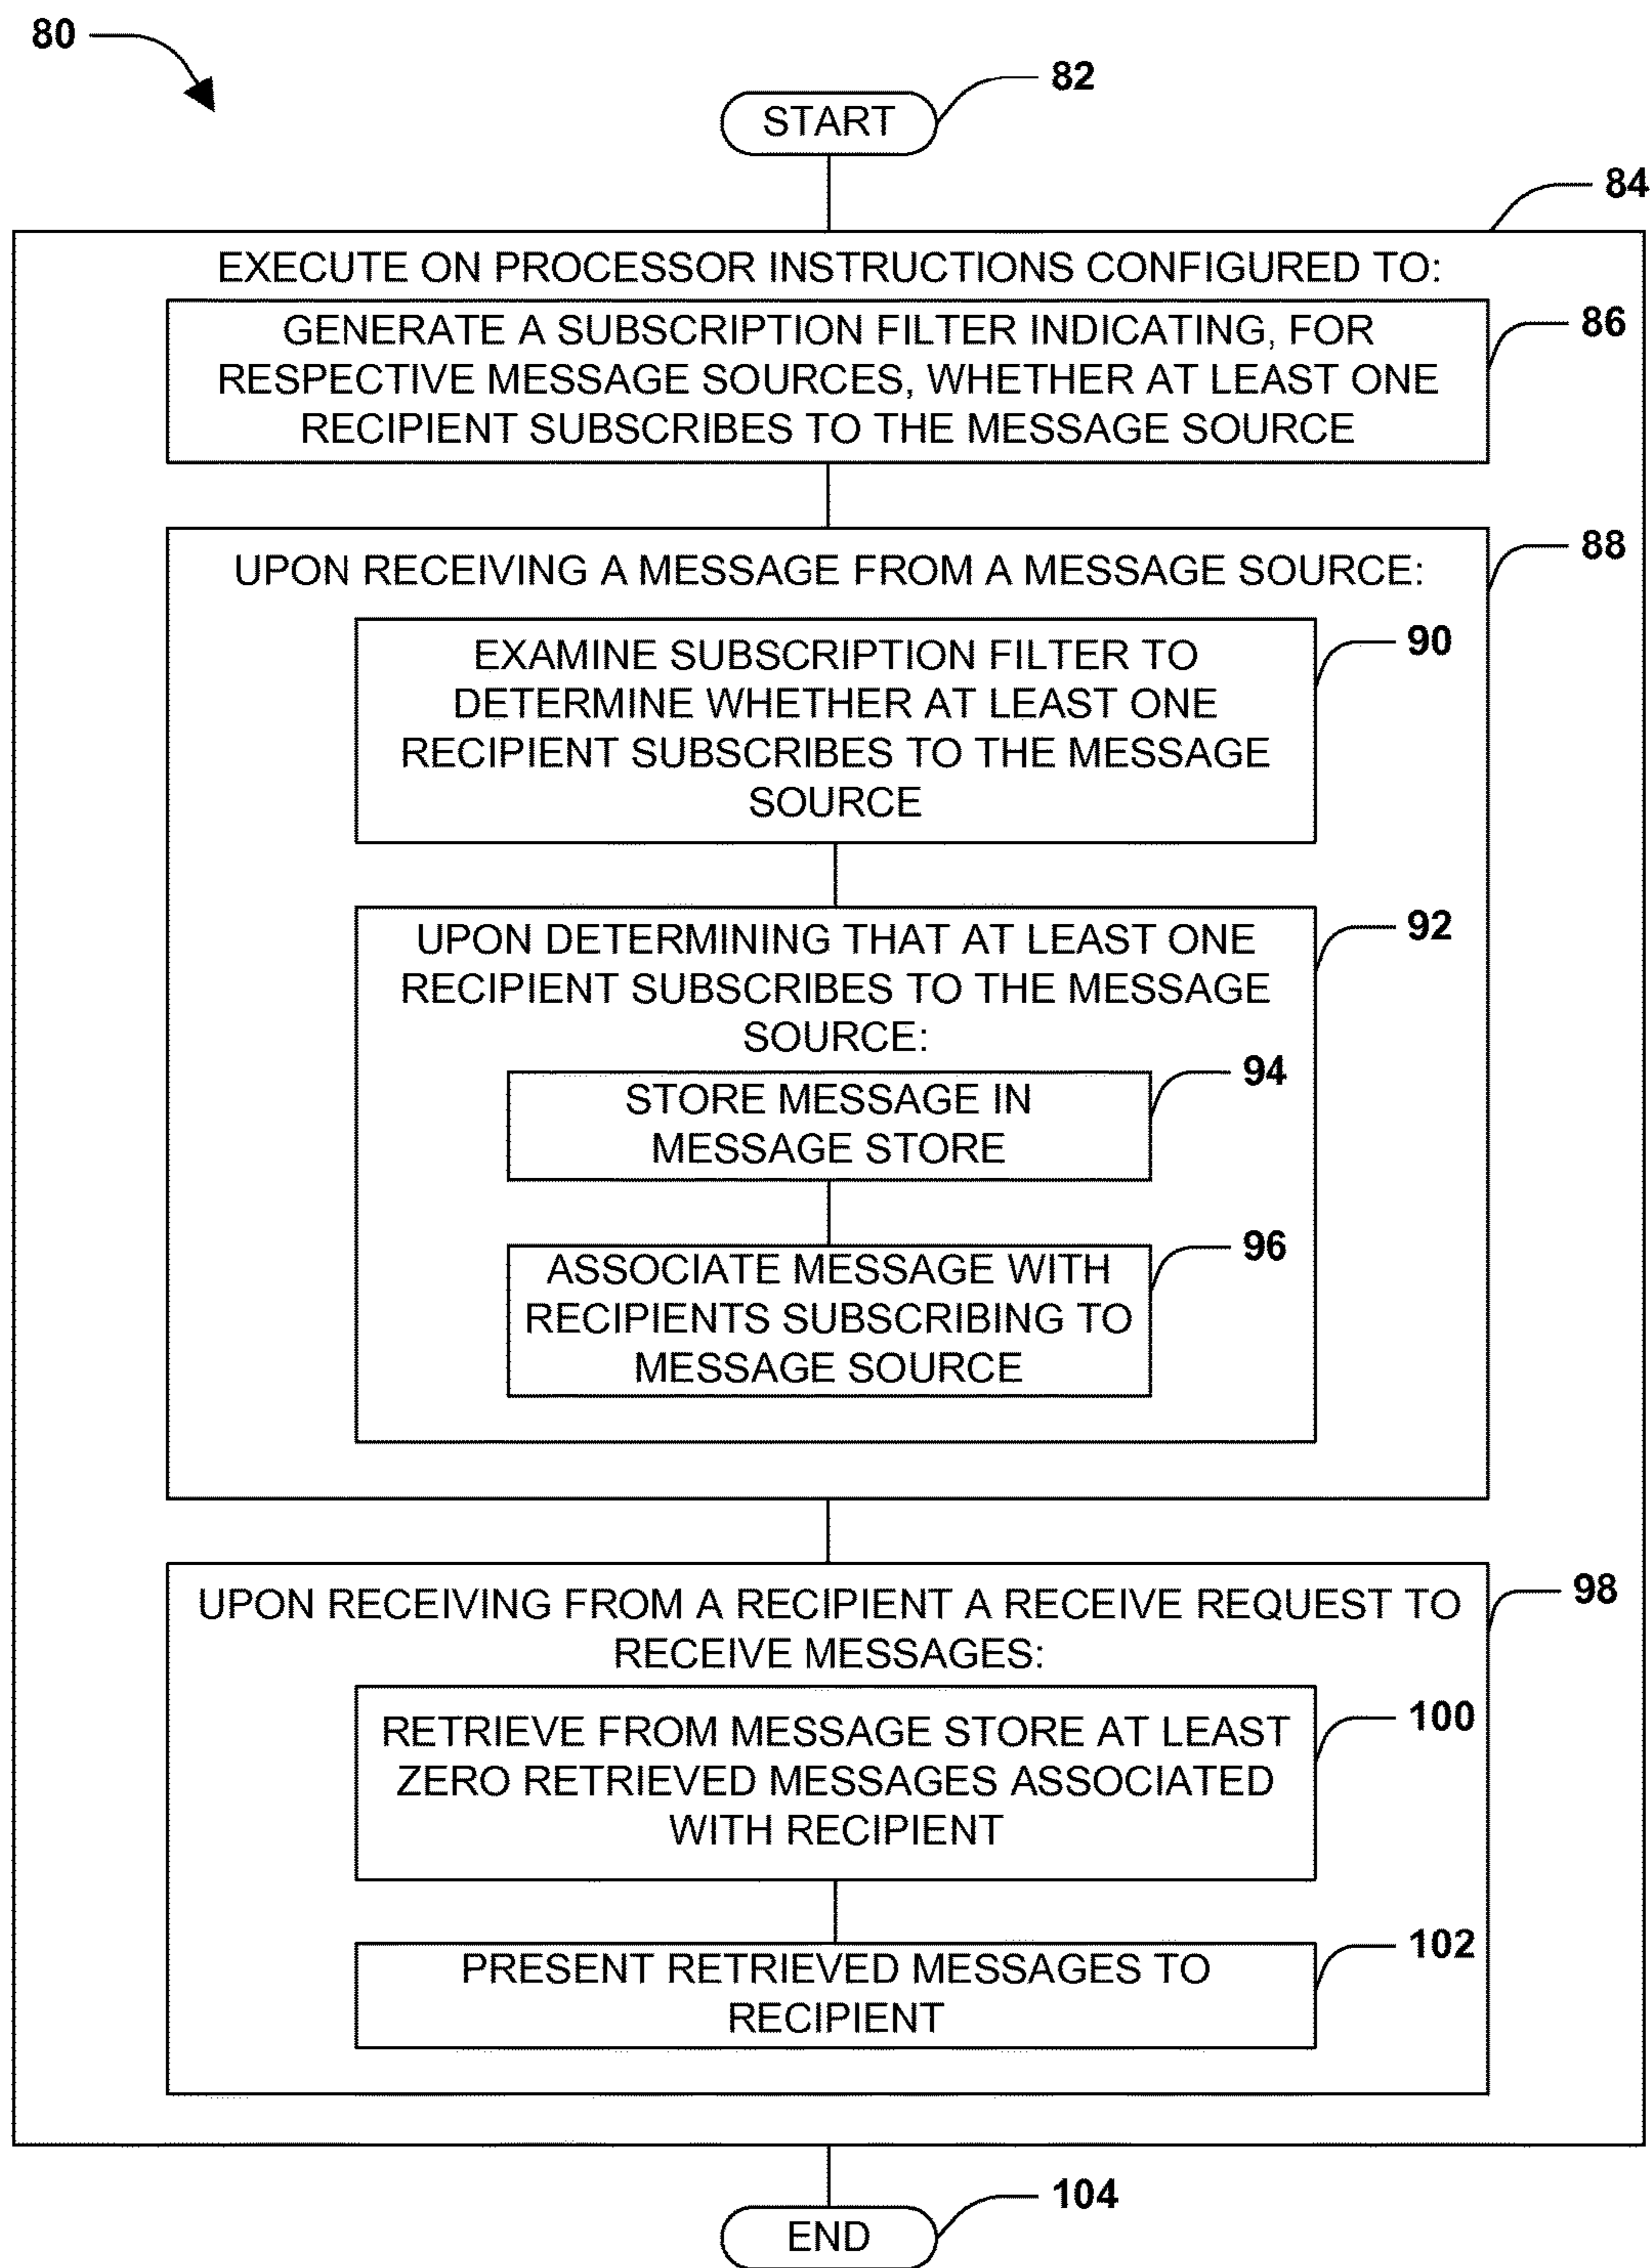 80
82
START
84
EXECUTE ON PROCESSOR INSTRUCTIONS CONFIGURED TO:
86
GENERATE A SUBSCRIPTION FILTER INDICATING, FOR
RESPECTIVE MESSAGE SOURCES, WHETHER AT LEAST ONE
RECIPIENT SUBSCRIBES TO THE MESSAGE SOURCE
88
UPON RECEIVING A MESSAGE FROM A MESSAGE SOURCE:
90
EXAMINE SUBSCRIPTION FILTER TO
DETERMINE WHETHER AT LEAST ONE
RECIPIENT SUBSCRIBES TO THE MESSAGE
SOURCE
92
UPON DETERMINING THAT AT LEAST ONE
RECIPIENT SUBSCRIBES TO THE MESSAGE
SOURCE:
94
STORE MESSAGE IN
MESSAGE STORE
96
ASSOCIATE MESSAGE WITH
RECIPIENTS SUBSCRIBING TO
MESSAGE SOURCE
98
UPON RECEIVING FROM A RECIPIENT A RECEIVE REQUEST TO
RECEIVE MESSAGES:
100
RETRIEVE FROM MESSAGE STORE AT LEAST
ZERO RETRIEVED MESSAGES ASSOCIATED
WITH RECIPIENT
102
PRESENT RETRIEVED MESSAGES TO
RECIPIENT
104
END